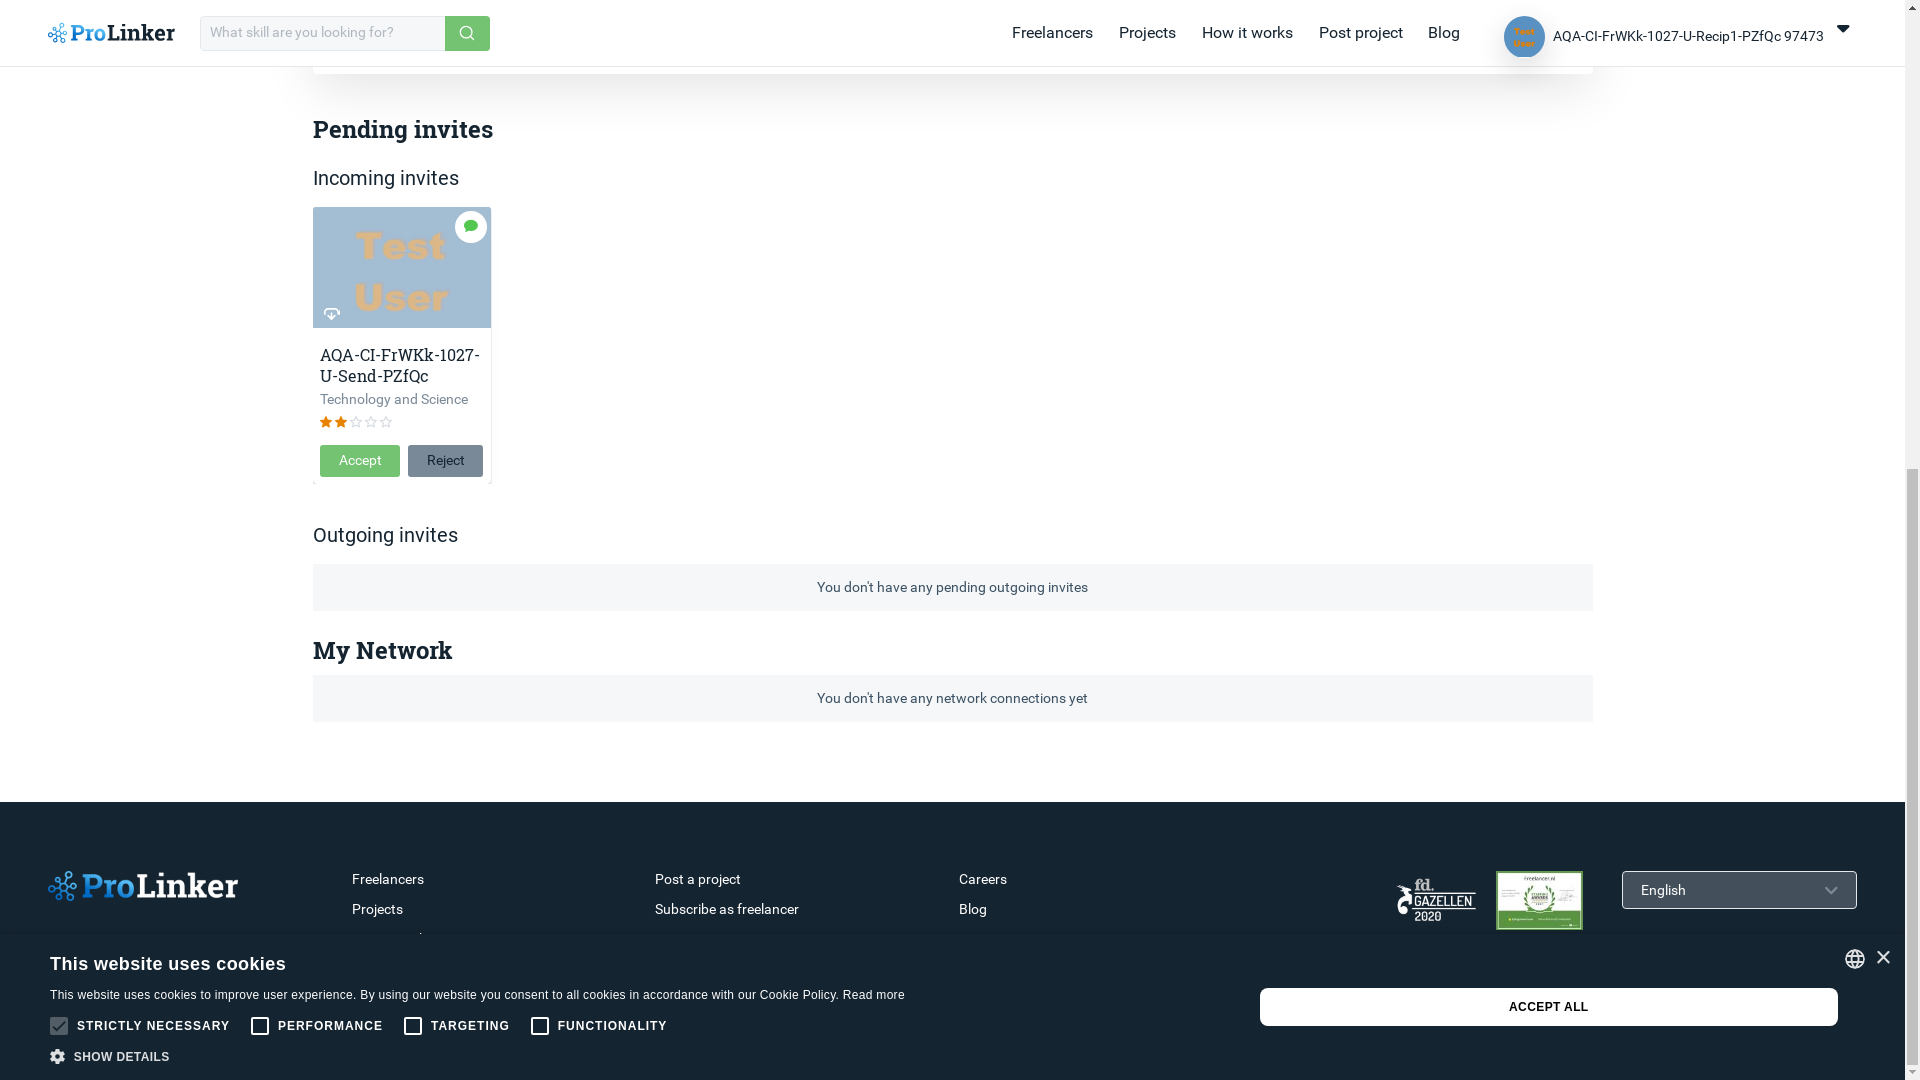 ProLinker
What skill are you looking for?
Freelancers
Projects
How it works
Post project
Blog
Test
User
AQA-CI-FrWKk-1027-U-Recip1-PZfQc 97473
Pending invites
Incoming invites
Test
User
AQA-CI-FrWKk-1027-
U-Send-PZfQc
Technology and Science
Accept
Reject
Outgoing invites
You don't have any pending outgoing invites
My Network
You don't have any network connections yet
ProLinker
Freelancers
Projects
Post a project
Subscribe as freelancer
Careers
Blog
fd.
GAZELLEN
2020
Freelancer.nl
English
This website uses cookies
This website uses cookies to improve user experience. By using our website you consent to all cookies in accordance with our Cookie Policy. Read more
STRICTLY NECESSARY
PERFORMANCE
TARGETING
FUNCTIONALITY
SHOW DETAILS
ACCEPT ALL